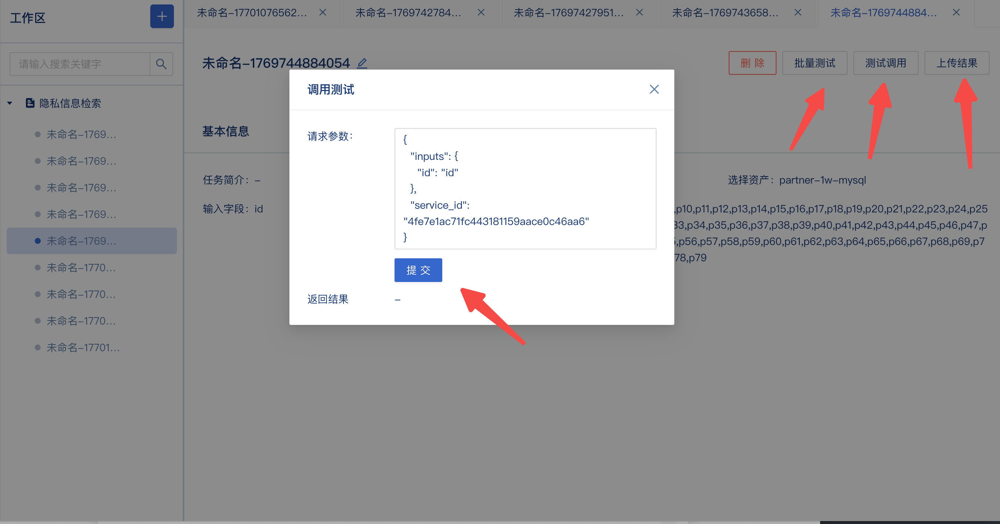 工作区
未命名-17701076562...
未命名-1769742784...
未命名-17697427951...
未命名-1769743658...
未命名-1769744884...
请输入搜索关键字
隐私信息检索
未命名-1769...
未命名-1769...
未命名-1769...
未命名-1769...
未命名-1769...
未命名-1770...
未命名-1770...
未命名-1770...
未命名-17701...
未命名-1769744884054
删 除
批量测试
测试调用
上传结果
基本信息
任务简介：-
选择资产：partner-1w-mysql
输入字段：id
,p10,p11,p12,p13,p14,p15,p16,p17,p18,p19,p20,p21,p22,p23,p24,p25
33,p34,p35,p36,p37,p38,p39,p40,p41,p42,p43,p44,p45,p46,p47,p
,p56,p57,p58,p59,p60,p61,p62,p63,p64,p65,p66,p67,p68,p69,p7
78,p79
调用测试
请求参数：
{
"inputs": {
"id": "id"
},
"service_id":
"4fe7e1ac71fc443181159aace0c46aa6"
}
提 交
返回结果
-